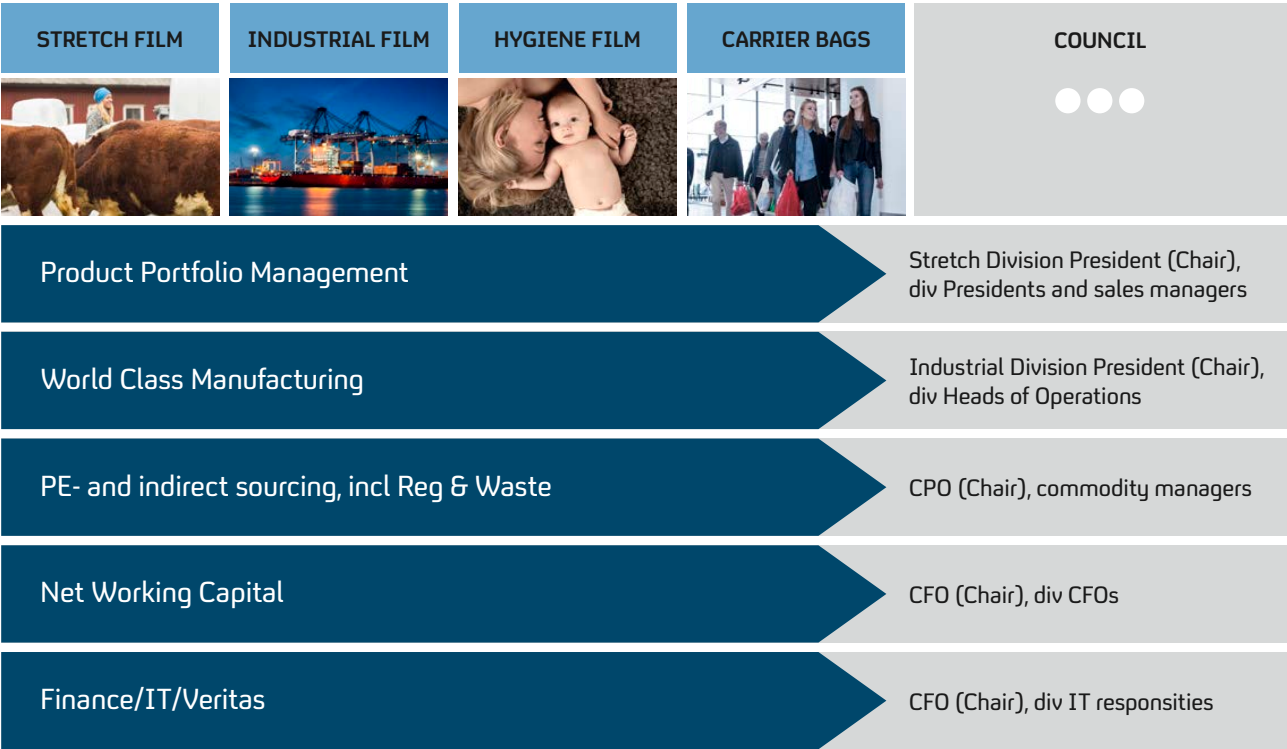 STRETCH FILM
INDUSTRIAL FILM
HYGIENE FILM
CARRIER BAGS
COUNCIL
Product Portfolio Management
Stretch Division President (Chair),
div Presidents and sales managers
World Class Manufacturing
Industrial Division President (Chair),
div Heads of Operations
PE- and indirect sourcing, incl Reg & Waste
CPO (Chair), commodity managers
Net Working Capital
CFO (Chair), div CFOs
Finance/IT/Veritas
CFO (Chair), div IT responsities